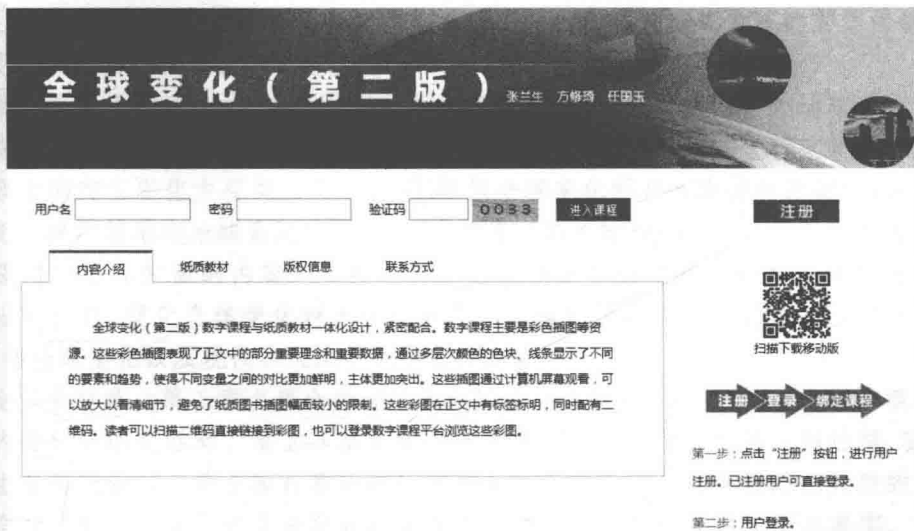 全球变化(第二版) 张兰生 方修琦 任国玉
用户名 密码 验证码 0033 进入课程 注册
内容介绍 纸质教材 版权信息 联系方式
全球变化(第二版)数字课程与纸质教材一体化设计,紧密配合。数字课程主要是彩色插图等资
源。这些彩色插图表现了正文中的部分重要理念和重要数据,通过多层次颜色的色块、线条显示了不同
的要素和趋势,使得不同变量之间的对比更加鲜明,主体更加突出。这些插图通过计算机屏幕观看,可
以放大以看清细节,避免了纸质图书插图幅面较小的限制。这些彩图在正文中有标签标明,同时配有二
维码。读者可以扫描二维码直接链接到彩图,也可以登录数字课程平台浏览这些彩图。
扫描下载移动版
注册 登录 绑定课程
第一步:点击“注册”按钮,进行用户
注册。已注册用户可直接登录。
第二步:用户登录。